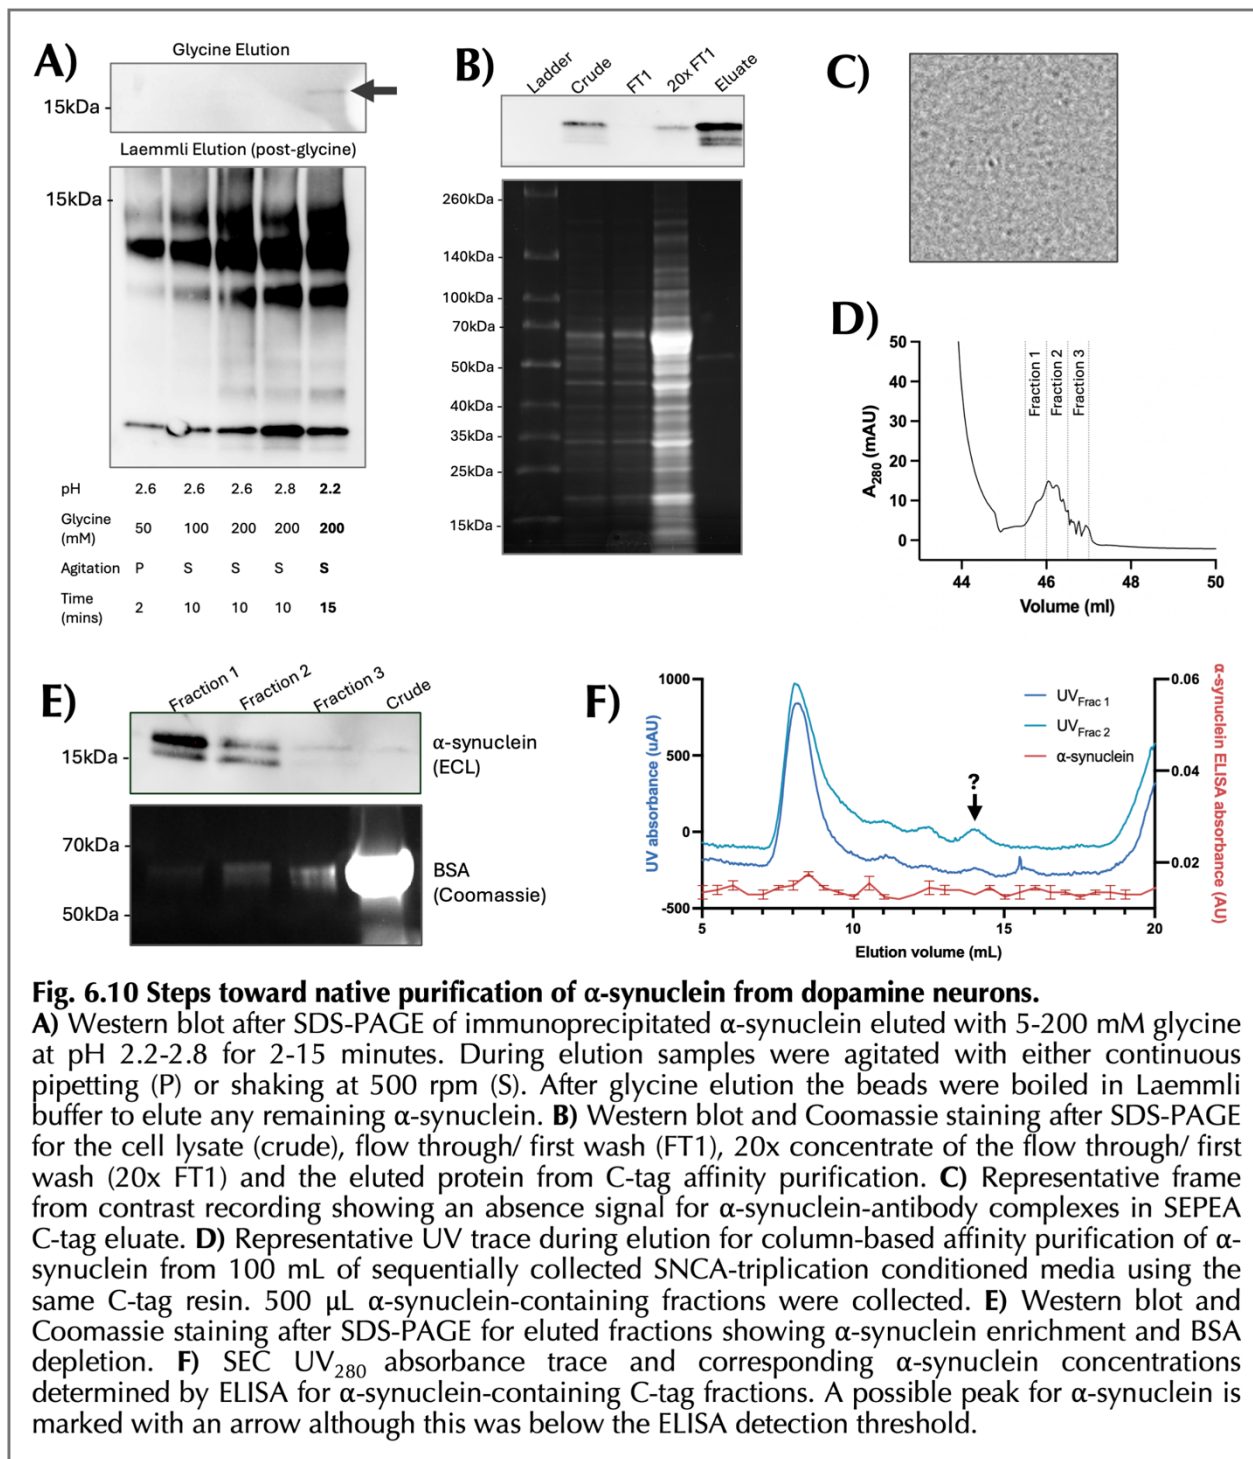 A)
Glycine Elution
15kDa
Laemmli Elution (post-glycine)
15kDa
pH 2.6 2.6 2.6 2.8 2.2
Glycine (mM) 50 100 200 200 200
Agitation P S S S S
Time (mins) 2 10 10 10 15
B)
Ladder Crude FT1 20x FT1 Eluate
260kDa
140kDa
100kDa
70kDa
50kDa
40kDa
35kDa
25kDa
15kDa
C)
D)
A280 (mAU)
50
40
30
20
10
0
Fraction 1
Fraction 2
Fraction 3
44 46 48 50
Volume (ml)
E)
Fraction 1 Fraction 2 Fraction 3 Crude
15kDa
α-synuclein
(ECL)
70kDa
50kDa
BSA
(Coomassie)
F)
UV absorbance (uAU)
1000
500
0
-500
UVFrac 1
UVFrac 2
α-synuclein
?
0.06
0.04
0.02
α-synuclein ELISA absorbance (AU)
5 10 15 20
Elution volume (mL)
Fig. 6.10 Steps toward native purification of α-synuclein from dopamine neurons.
A) Western blot after SDS-PAGE of immunoprecipitated α-synuclein eluted with 5-200 mM glycine
at pH 2.2-2.8 for 2-15 minutes. During elution samples were agitated with either continuous
pipetting (P) or shaking at 500 rpm (S). After glycine elution the beads were boiled in Laemmli
buffer to elute any remaining α-synuclein. B) Western blot and Coomassie staining after SDS-PAGE
for the cell lysate (crude), flow through/ first wash (FT1), 20x concentrate of the flow through/ first
wash (20x FT1) and the eluted protein from C-tag affinity purification. C) Representative frame
from contrast recording showing an absence signal for α-synuclein-antibody complexes in SEPEA
C-tag eluate. D) Representative UV trace during elution for column-based affinity purification of α-
synuclein from 100 mL of sequentially collected SNCA-triplication conditioned media using the
same C-tag resin. 500 μL α-synuclein-containing fractions were collected. E) Western blot and
Coomassie staining after SDS-PAGE for eluted fractions showing α-synuclein enrichment and BSA
depletion. F) SEC UV280 absorbance trace and corresponding α-synuclein concentrations
determined by ELISA for α-synuclein-containing C-tag fractions. A possible peak for α-synuclein is
marked with an arrow although this was below the ELISA detection threshold.